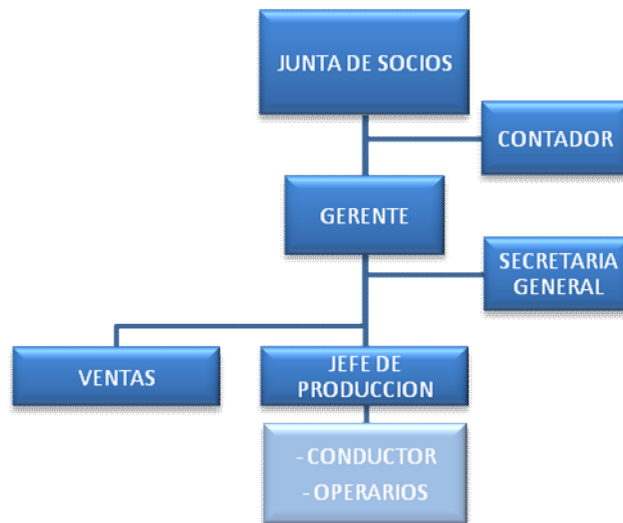 JUNTA DE SOCIOS
CONTADOR
GERENTE
SECRETARIA
GENERAL
VENTAS
JEFE DE
PRODUCCION
- CONDUCTOR
- OPERARIOS